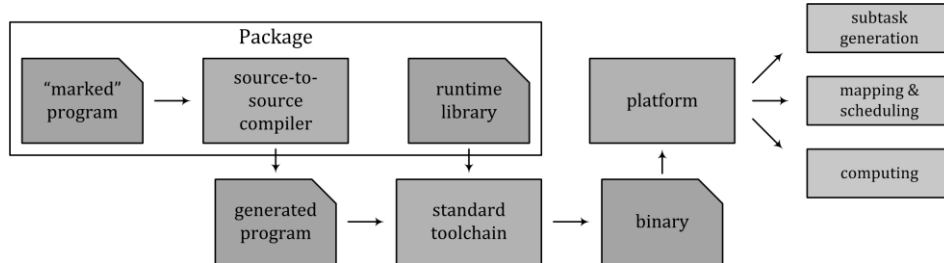 Package
“marked”
program
source-to-
source
compiler
runtime
library
platform
subtask
generation
mapping &
scheduling
computing
generated
program
standard
toolchain
binary